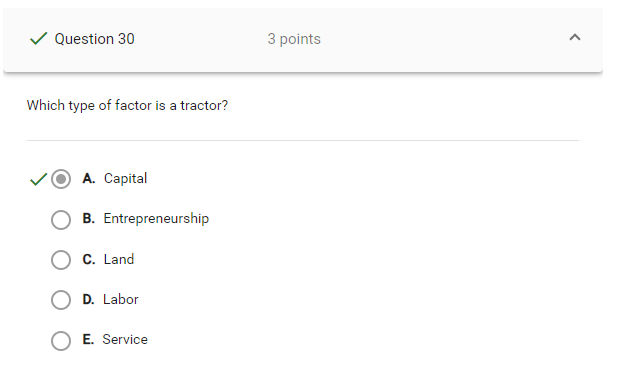 Question 30 3 points
Which type of factor is a tractor?
A. Capital
B. Entrepreneurship
C. Land
D. Labor
E. Service